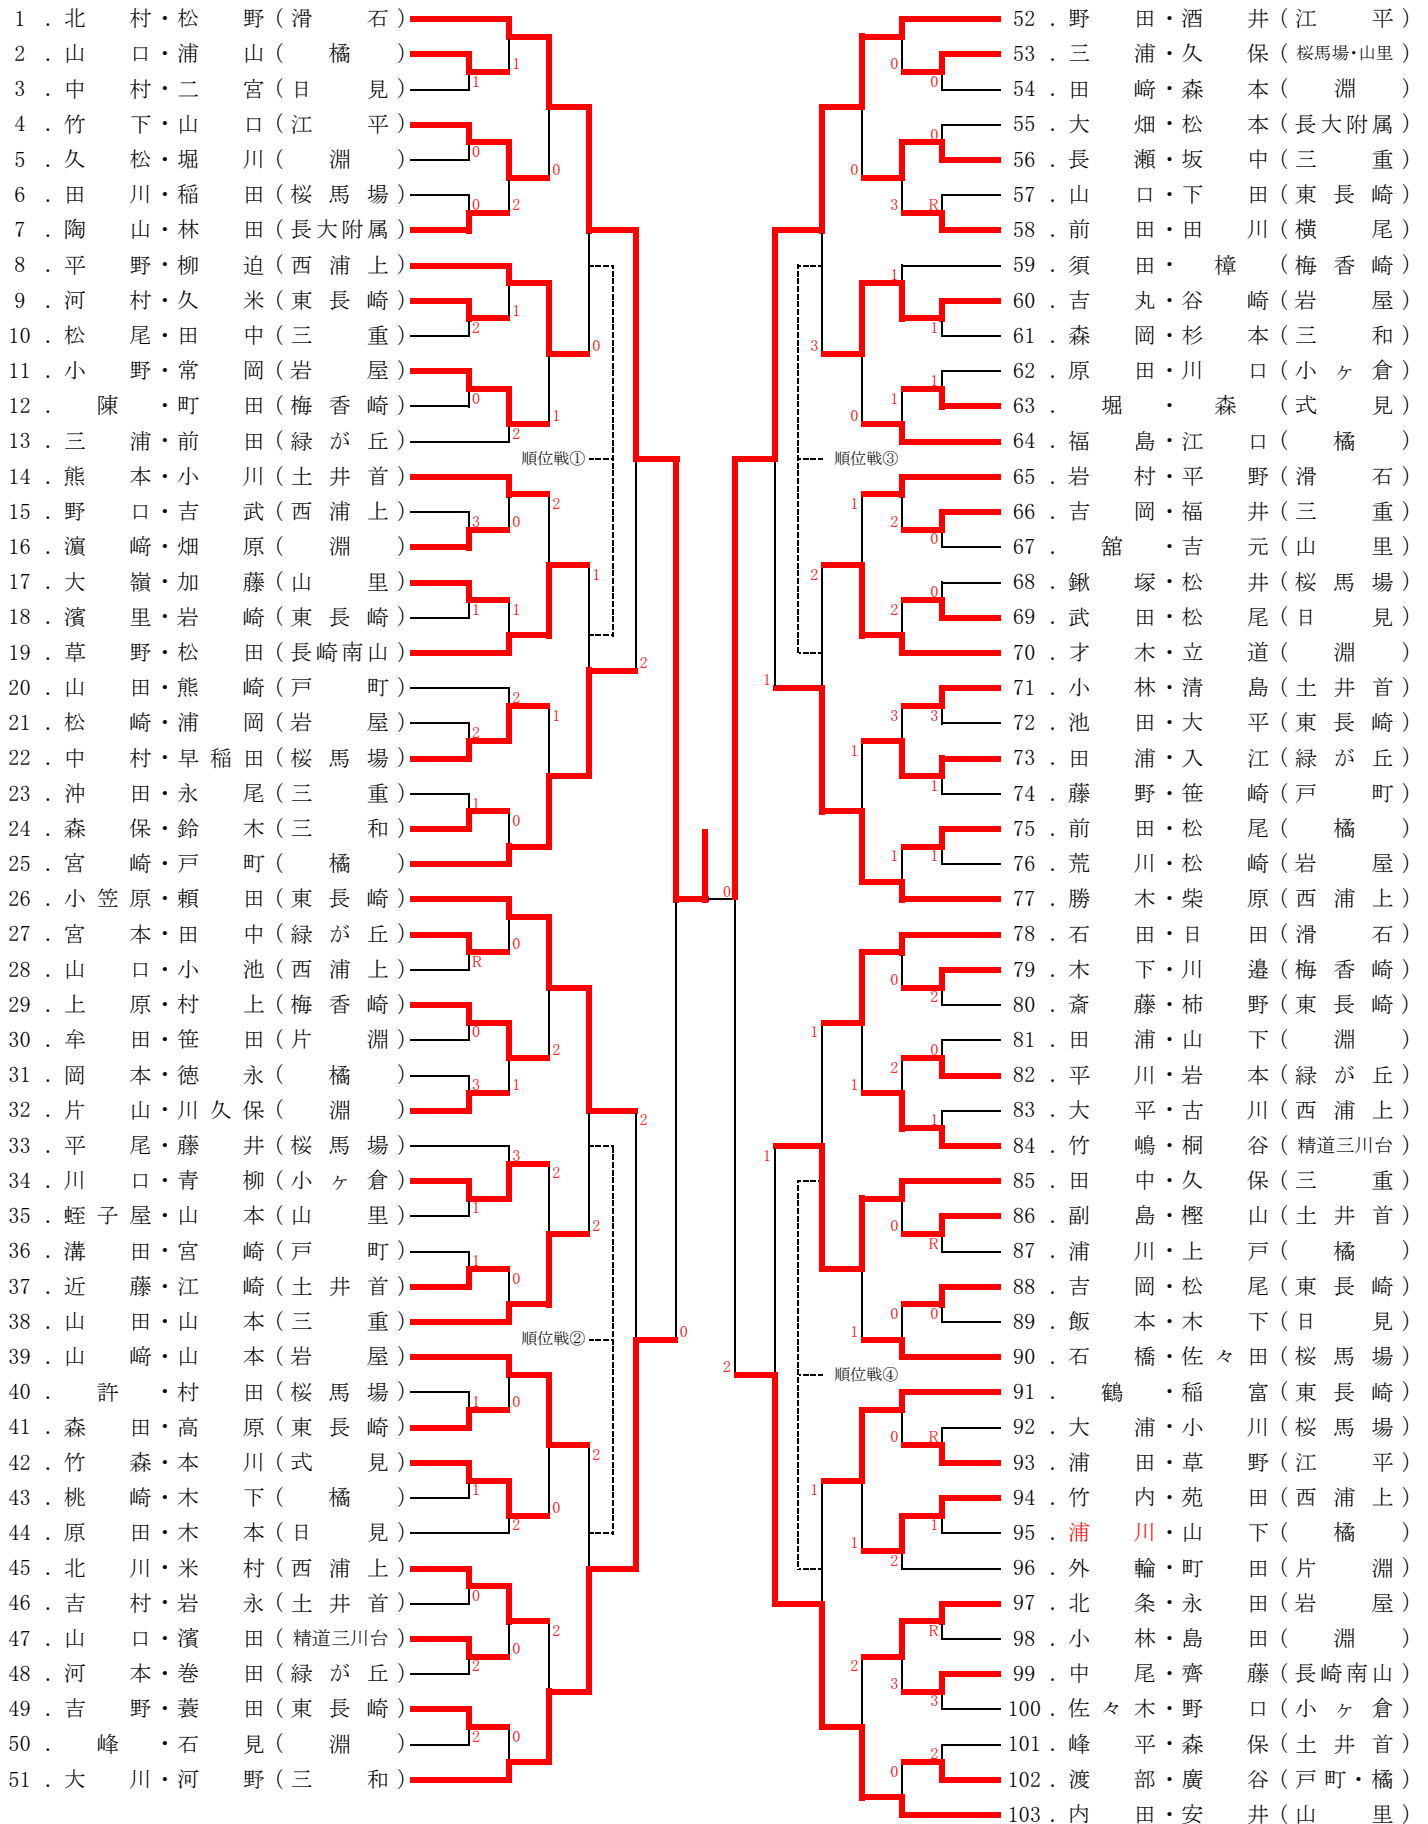 1 . 北村・松野 ( 滑石 )
2 . 山口・浦山 ( 橘 )
3 . 中村・二宮 ( 日見 )
4 . 竹下・山口 ( 江平 )
5 . 久松・堀川 ( 淵 )
6 . 田川・稲田 ( 桜馬場 )
7 . 陶山・林田 ( 長大附属 )
8 . 平野・柳迫 ( 西浦上 )
9 . 河村・久米 ( 東長崎 )
10 . 松尾・田中 ( 三重 )
11 . 小野・常岡 ( 岩屋 )
12 . 陳・町田 ( 梅香崎 )
13 . 三浦・前田 ( 緑が丘 )
順位戦①
14 . 熊本・小川 ( 土井首 )
15 . 野口・吉武 ( 西浦上 )
16 . 濵﨑・畑原 ( 淵 )
17 . 大嶺・加藤 ( 山里 )
18 . 濱里・岩崎 ( 東長崎 )
19 . 草野・松田 ( 長崎南山 )
20 . 山田・熊崎 ( 戸町 )
21 . 松崎・浦岡 ( 岩屋 )
22 . 中村・早稲田 ( 桜馬場 )
23 . 沖田・永尾 ( 三重 )
24 . 森保・鈴木 ( 三和 )
25 . 宮崎・戸町 ( 橘 )
26 . 小笠原・頼田 ( 東長崎 )
27 . 宮本・田中 ( 緑が丘 )
28 . 山口・小池 ( 西浦上 )
29 . 上原・村上 ( 梅香崎 )
30 . 牟田・笹田 ( 片淵 )
31 . 岡本・徳永 ( 橘 )
32 . 片山・川久保 ( 淵 )
33 . 平尾・藤井 ( 桜馬場 )
34 . 川口・青柳 ( 小ヶ倉 )
35 . 蛭子屋・山本 ( 山里 )
36 . 溝田・宮崎 ( 戸町 )
37 . 近藤・江崎 ( 土井首 )
38 . 山田・山本 ( 三重 )
順位戦②
39 . 山﨑・山本 ( 岩屋 )
40 . 許・村田 ( 桜馬場 )
41 . 森田・高原 ( 東長崎 )
42 . 竹森・本川 ( 式見 )
43 . 桃崎・木下 ( 橘 )
44 . 原田・木本 ( 日見 )
45 . 北川・米村 ( 西浦上 )
46 . 吉村・岩永 ( 土井首 )
47 . 山口・濱田 ( 精道三川台 )
48 . 河本・巻田 ( 緑が丘 )
49 . 吉野・蓑田 ( 東長崎 )
50 . 峰・石見 ( 淵 )
51 . 大川・河野 ( 三和 )
52 . 野田・酒井 ( 江平 )
53 . 三浦・久保 ( 桜馬場・山里 )
54 . 田﨑・森本 ( 淵 )
55 . 大畑・松本 ( 長大附属 )
56 . 長瀬・坂中 ( 三重 )
57 . 山口・下田 ( 東長崎 )
58 . 前田・田川 ( 横尾 )
59 . 須田・樟 ( 梅香崎 )
60 . 吉丸・谷崎 ( 岩屋 )
61 . 森岡・杉本 ( 三和 )
62 . 原田・川口 ( 小ヶ倉 )
63 . 堀・森 ( 式見 )
64 . 福島・江口 ( 橘 )
順位戦③
65 . 岩村・平野 ( 滑石 )
66 . 吉岡・福井 ( 三重 )
67 . 舘・吉元 ( 山里 )
68 . 鍬塚・松井 ( 桜馬場 )
69 . 武田・松尾 ( 日見 )
70 . 才木・立道 ( 淵 )
71 . 小林・清島 ( 土井首 )
72 . 池田・大平 ( 東長崎 )
73 . 田浦・入江 ( 緑が丘 )
74 . 藤野・笹崎 ( 戸町 )
75 . 前田・松尾 ( 橘 )
76 . 荒川・松崎 ( 岩屋 )
77 . 勝木・柴原 ( 西浦上 )
78 . 石田・日田 ( 滑石 )
79 . 木下・川邉 ( 梅香崎 )
80 . 斎藤・柿野 ( 東長崎 )
81 . 田浦・山下 ( 淵 )
82 . 平川・岩本 ( 緑が丘 )
83 . 大平・古川 ( 西浦上 )
84 . 竹嶋・桐谷 ( 精道三川台 )
85 . 田中・久保 ( 三重 )
86 . 副島・樫山 ( 土井首 )
87 . 浦川・上戸 ( 橘 )
88 . 吉岡・松尾 ( 東長崎 )
89 . 飯本・木下 ( 日見 )
90 . 石橋・佐々田 ( 桜馬場 )
順位戦④
91 . 鶴・稲富 ( 東長崎 )
92 . 大浦・小川 ( 桜馬場 )
93 . 浦田・草野 ( 江平 )
94 . 竹内・苑田 ( 西浦上 )
95 . 浦川・山下 ( 橘 )
96 . 外輪・町田 ( 片淵 )
97 . 北条・永田 ( 岩屋 )
98 . 小林・島田 ( 淵 )
99 . 中尾・齊藤 ( 長崎南山 )
100 . 佐々木・野口 ( 小ヶ倉 )
101 . 峰平・森保 ( 土井首 )
102 . 渡部・廣谷 ( 戸町・橘 )
103 . 内田・安井 ( 山里 )